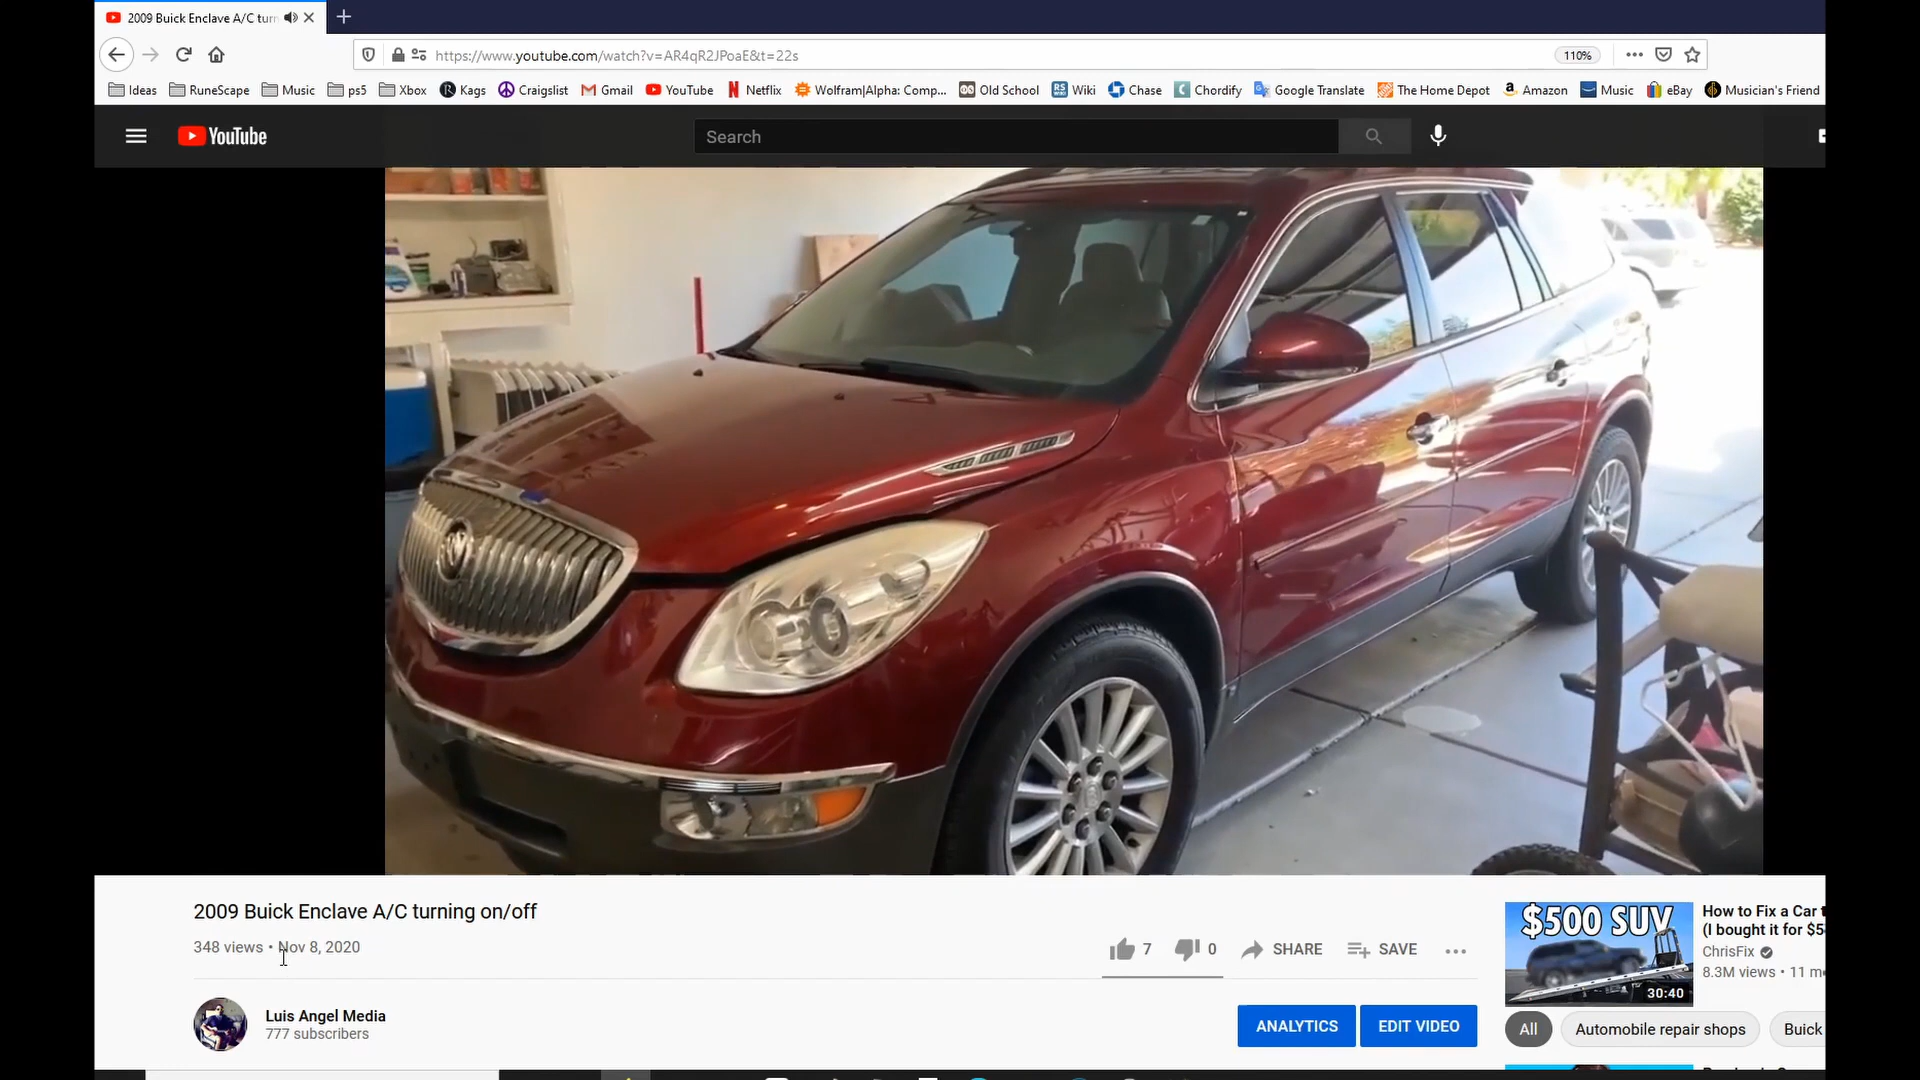 2009 Buick Enclave A/C turn
https://www.youtube.com/watch?v=AR4qR2JPoaE&t=22s
110%
Ideas
RuneScape
Music
ps5
Xbox
Kags
Craigslist
Gmail
YouTube
Netflix
Wolfram|Alpha: Comp...
Old School
Wiki
Chase
Chordify
Google Translate
The Home Depot
Amazon
Music
eBay
Musician's Friend
YouTube
Search
2009 Buick Enclave A/C turning on/off
348 views • Nov 8, 2020
7
0
SHARE
SAVE
Luis Angel Media
777 subscribers
ANALYTICS
EDIT VIDEO
$500 SUV
30:40
How to Fix a Car
(I bought it for $5
ChrisFix
8.3M views • 11 m
All
Automobile repair shops
Buick